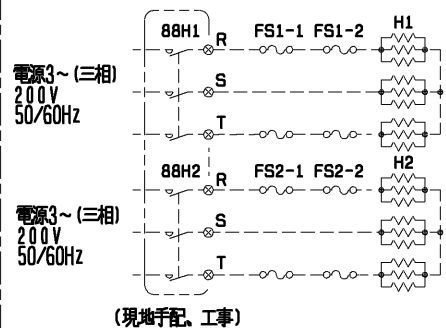 88H1 R FS1-1 FS1-2 H1
S
T
電源3~(三相)
200V
50/60Hz
88H2 R FS2-1 FS2-2 H2
S
T
電源3~(三相)
200V
50/60Hz
(現地手配、工事)